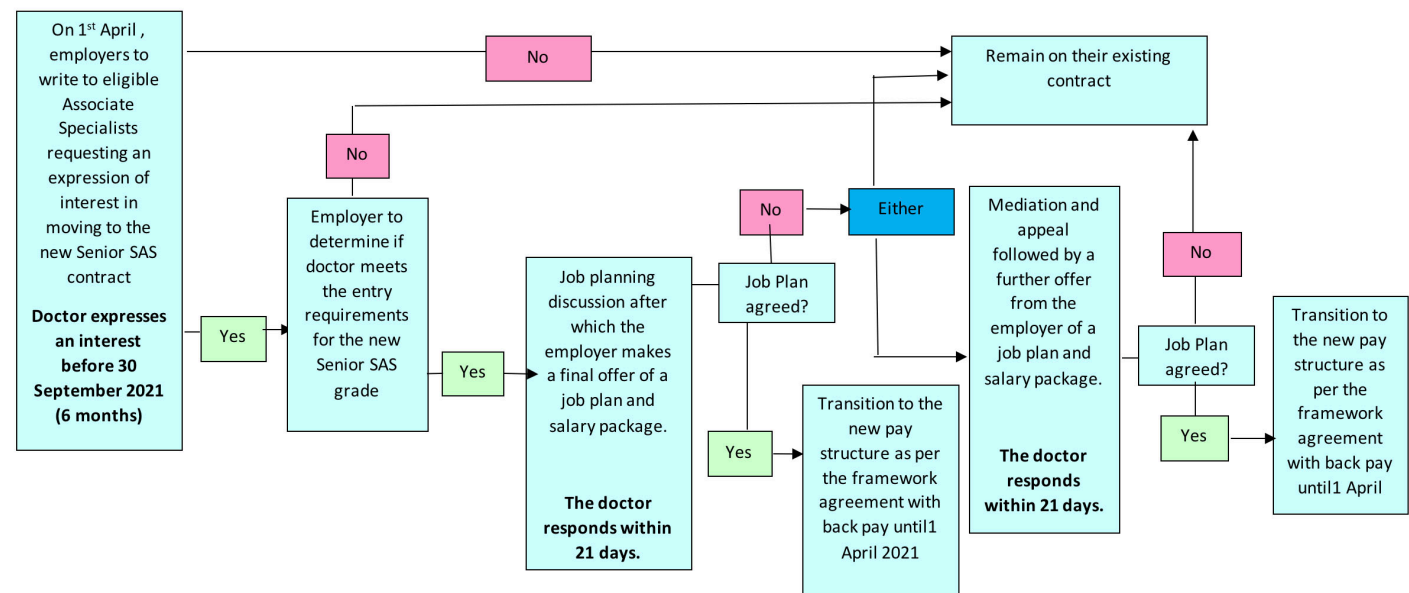 On 1st April ,
employers to
write to eligible
Associate
Specialists
requesting an
expression of
interest in
moving to the
new Senior SAS
contract
Doctor expresses
an interest
before 30
September 2021
(6 months)
No
Remain on their existing
contract
No
Yes
Employer to
determine if
doctor meets
the entry
requirements
for the new
Senior SAS
grade
Yes
Job planning
discussion after
which the
employer makes
a final offer of a
job plan and
salary package.
The doctor
responds within
21 days.
No
Job Plan
agreed?
Yes
Either
Transition to the
new pay
structure as per
the framework
agreement with
back pay until1
April 2021
Mediation and
appeal
followed by a
further offer
from the
employer of a
job plan and
salary package.
The doctor
responds
within 21 days.
No
Job Plan
agreed?
Yes
Transition to
the new pay
structure as
per the
framework
agreement
with back pay
until1 April